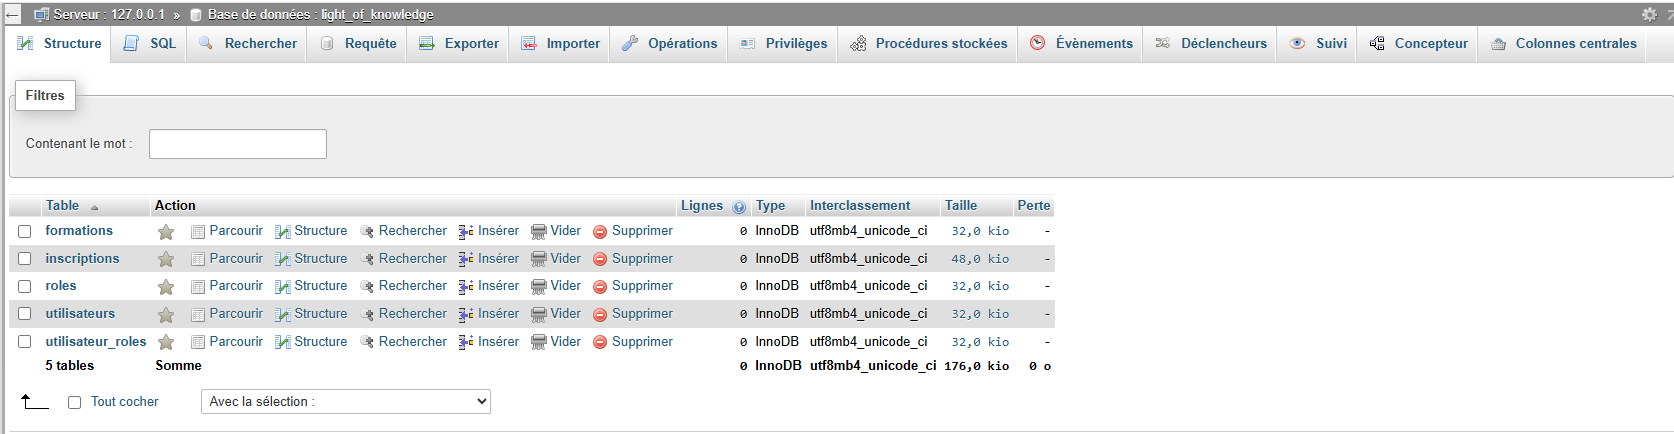 Serveur : 127.0.0.1 » Base de données : light_of_knowledge
Structure SQL Rechercher Requête Exporter Importer Opérations Privilèges Procédures stockées Évènements Déclencheurs Suivi Concepteur Colonnes centrales
Filtres
Contenant le mot :
Table Action Lignes Type Interclassement Taille Perte
formations Parcourir Structure Rechercher Insérer Vider Supprimer 0 InnoDB utf8mb4_unicode_ci 32,0 kio -
inscriptions Parcourir Structure Rechercher Insérer Vider Supprimer 0 InnoDB utf8mb4_unicode_ci 48,0 kio -
roles Parcourir Structure Rechercher Insérer Vider Supprimer 0 InnoDB utf8mb4_unicode_ci 32,0 kio -
utilisateurs Parcourir Structure Rechercher Insérer Vider Supprimer 0 InnoDB utf8mb4_unicode_ci 32,0 kio -
utilisateur_roles Parcourir Structure Rechercher Insérer Vider Supprimer 0 InnoDB utf8mb4_unicode_ci 32,0 kio -
5 tables Somme 0 InnoDB utf8mb4_unicode_ci 176,0 kio 0 o
Tout cocher Avec la sélection :